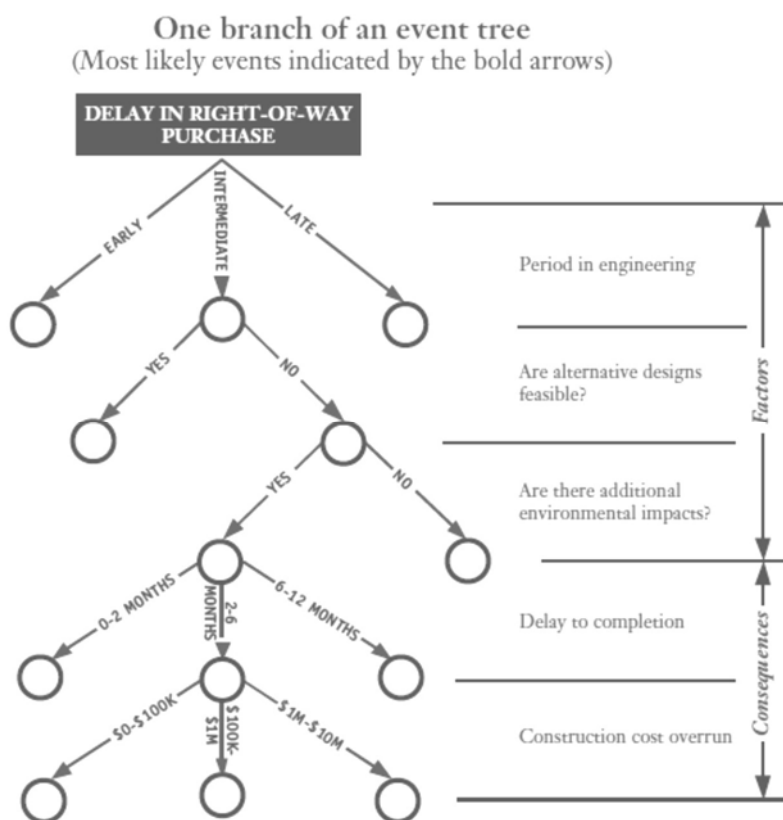 One branch of an event tree
(Most likely events indicated by the bold arrows)
DELAY IN RIGHT-OF-WAY
PURCHASE
EARLY
INTERMEDIATE
LATE
Period in engineering
YES
NO
Are alternative designs
feasible?
Factors
YES
NO
Are there additional
environmental impacts?
0-2 MONTHS
2-6
MONTHS
6-12 MONTHS
Delay to completion
Consequences
$0-$100K
$100K-
$1M
$1M-$10M
Construction cost overrun